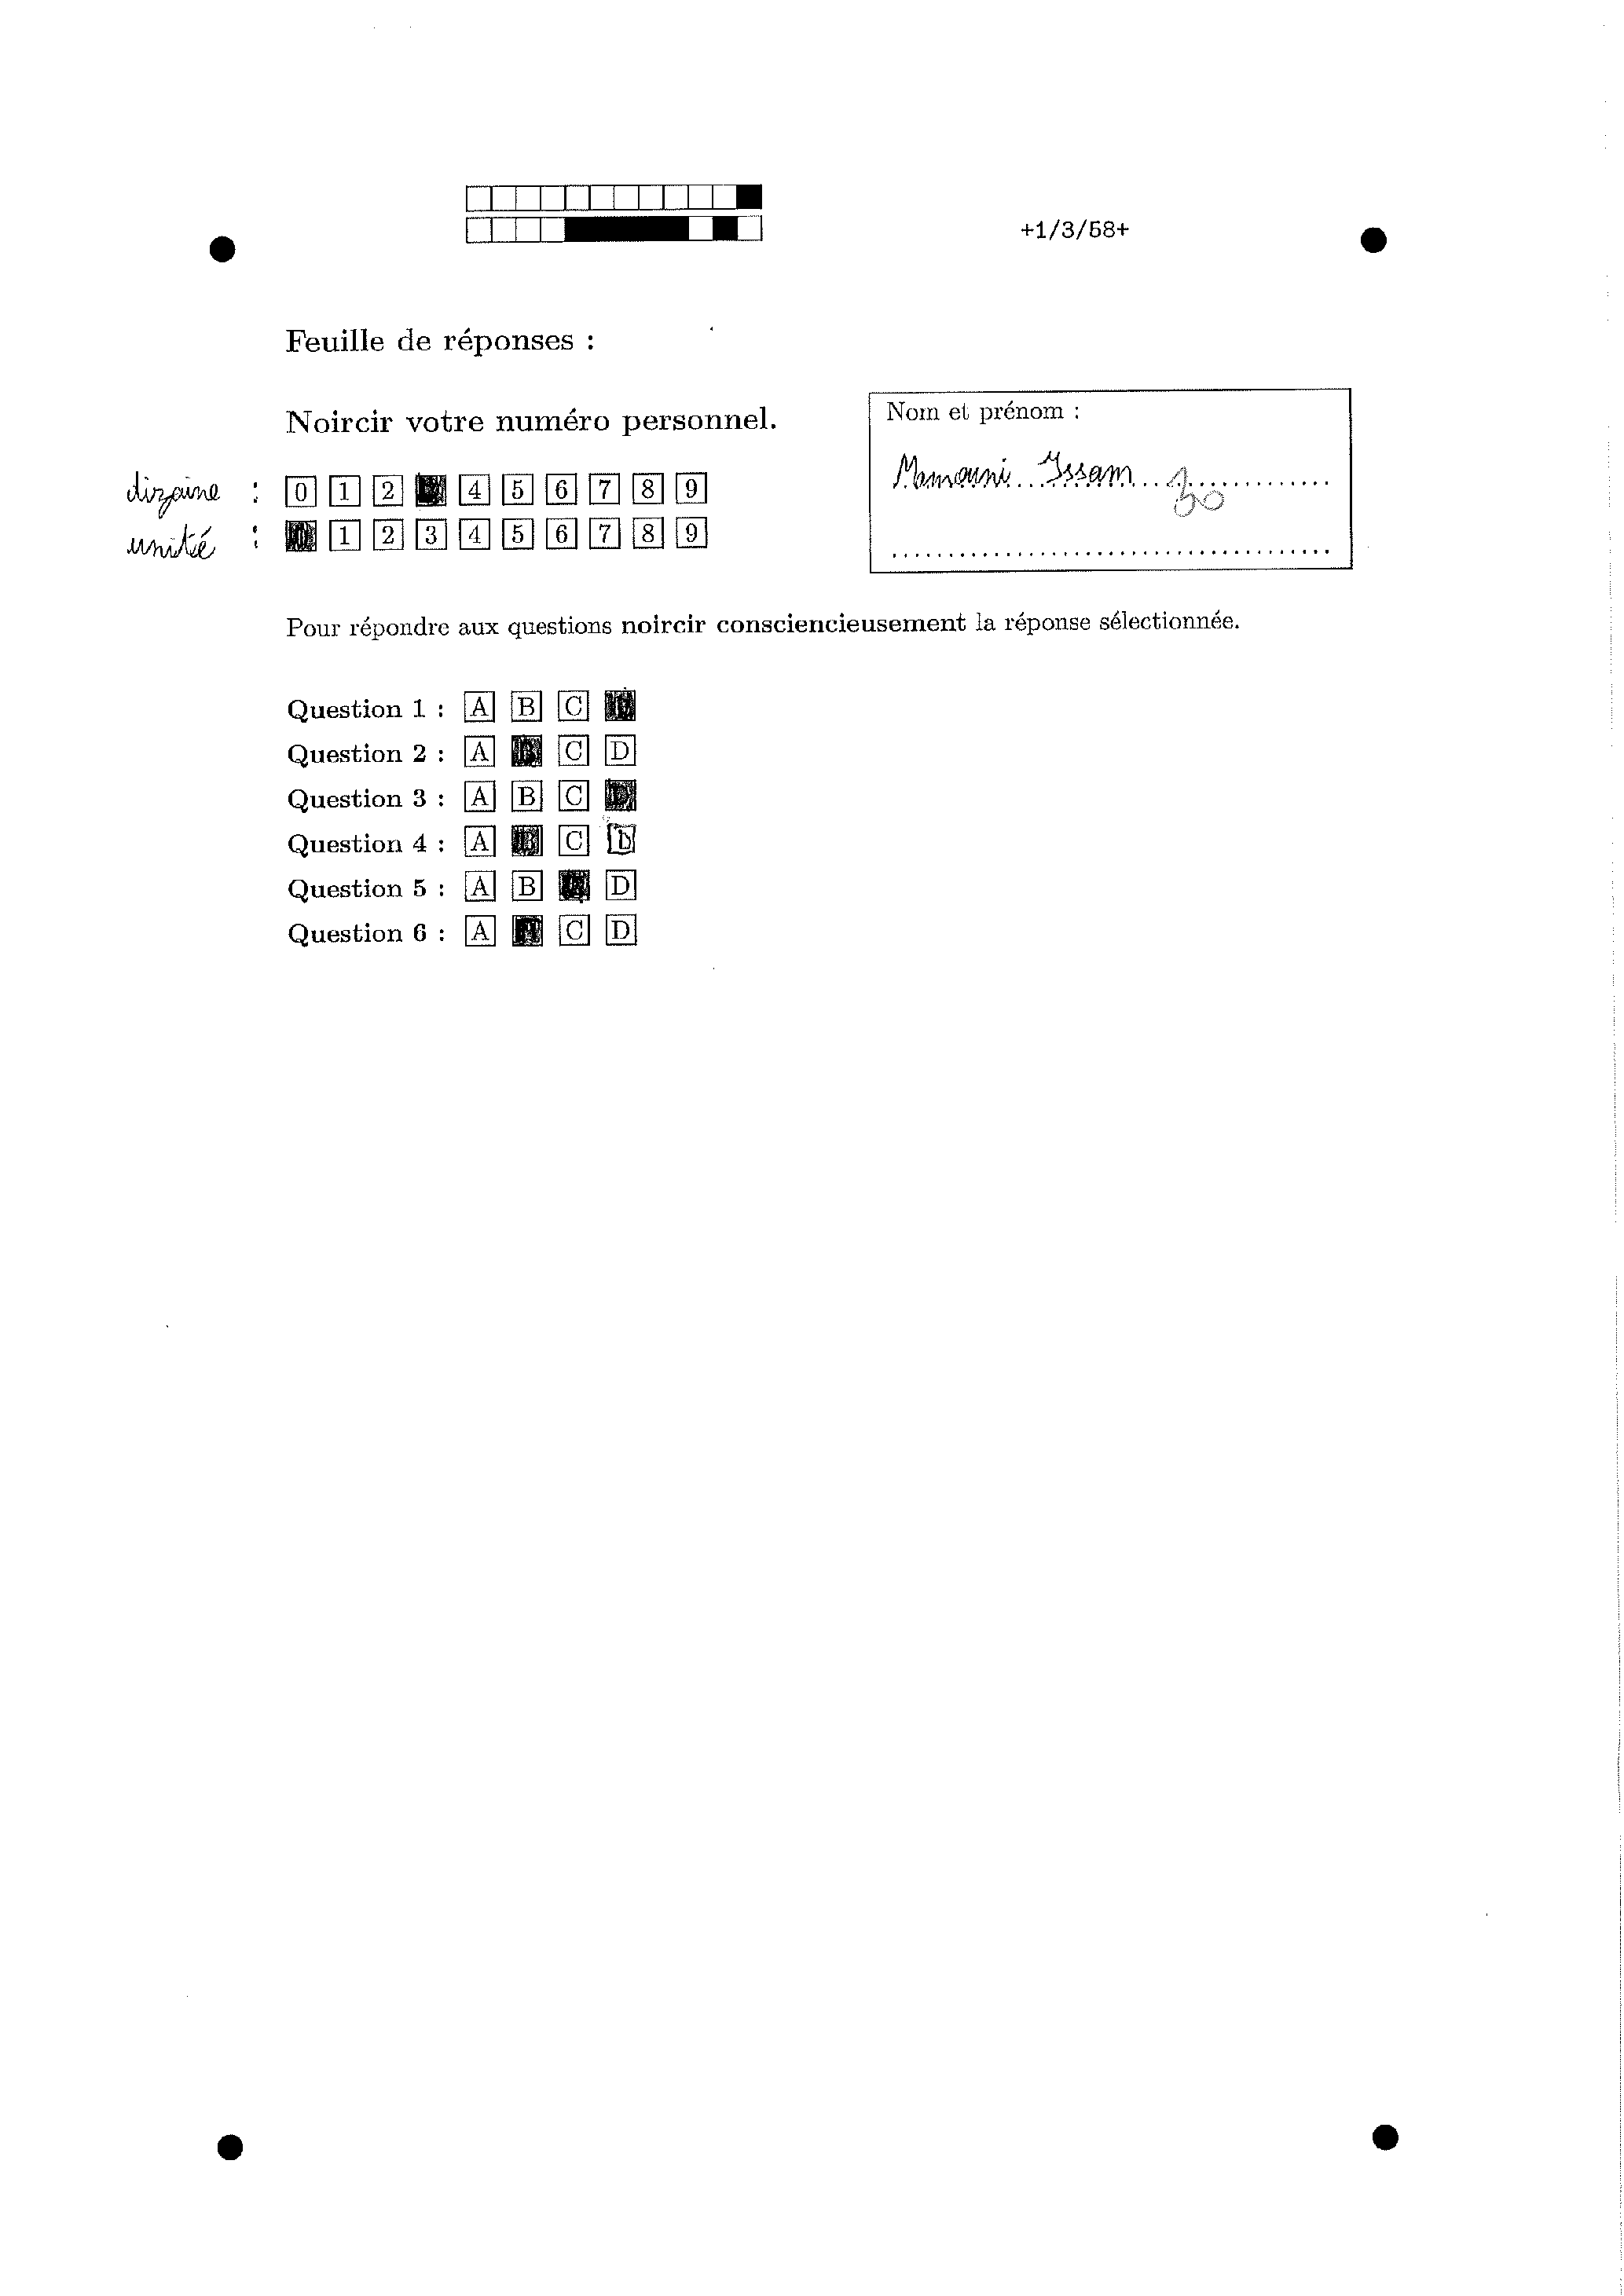 +1/3/58+
Feuille de réponses :
Noircir votre numéro personnel.
Nom et prénom :
Mamouni Issam 30
dizaine : 0 1 2 4 5 6 7 8 9
unité : 1 2 3 4 5 6 7 8 9
Pour répondre aux questions noircir consciencieusement la réponse sélectionnée.
Question 1 : A B C
Question 2 : A C D
Question 3 : A B C
Question 4 : A B C D
Question 5 : A B D
Question 6 : A C D